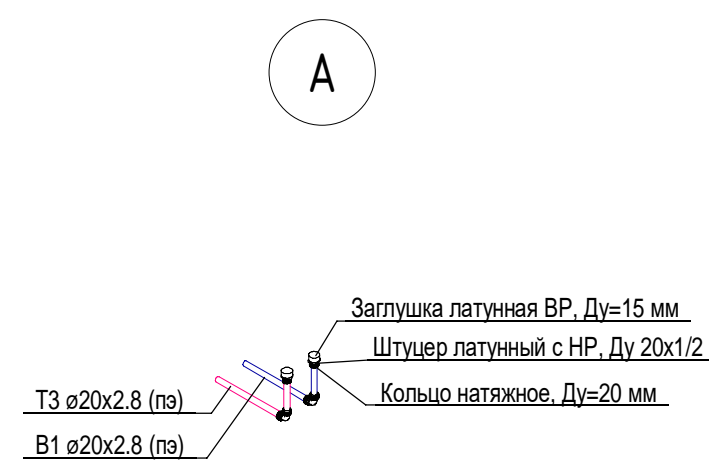 А
Заглушка латунная ВР, Ду=15 мм
Штуцер латунный с НР, Ду 20х1/2
Кольцо натяжное, Ду=20 мм
Т3 ø20х2.8 (пэ)
В1 ø20х2.8 (пэ)